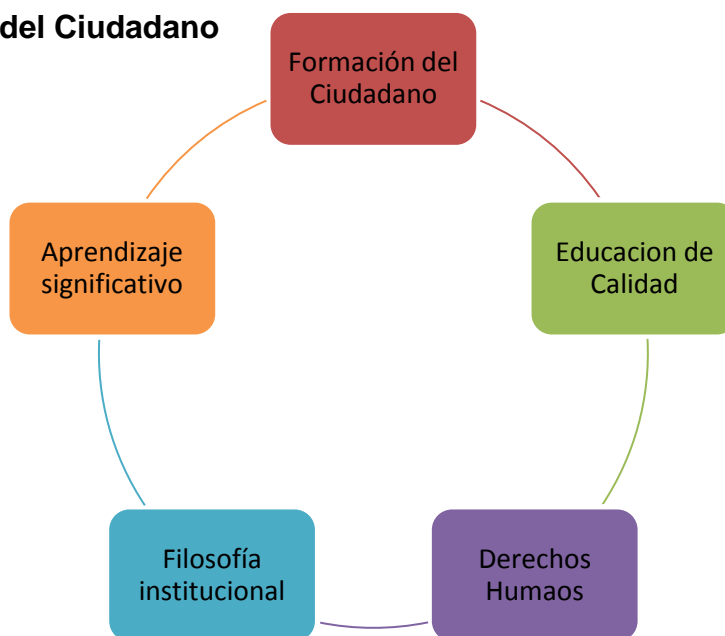 del Ciudadano
Formación del
Ciudadano
Educacion de
Calidad
Derechos
Humaos
Filosofía
institucional
Aprendizaje
significativo